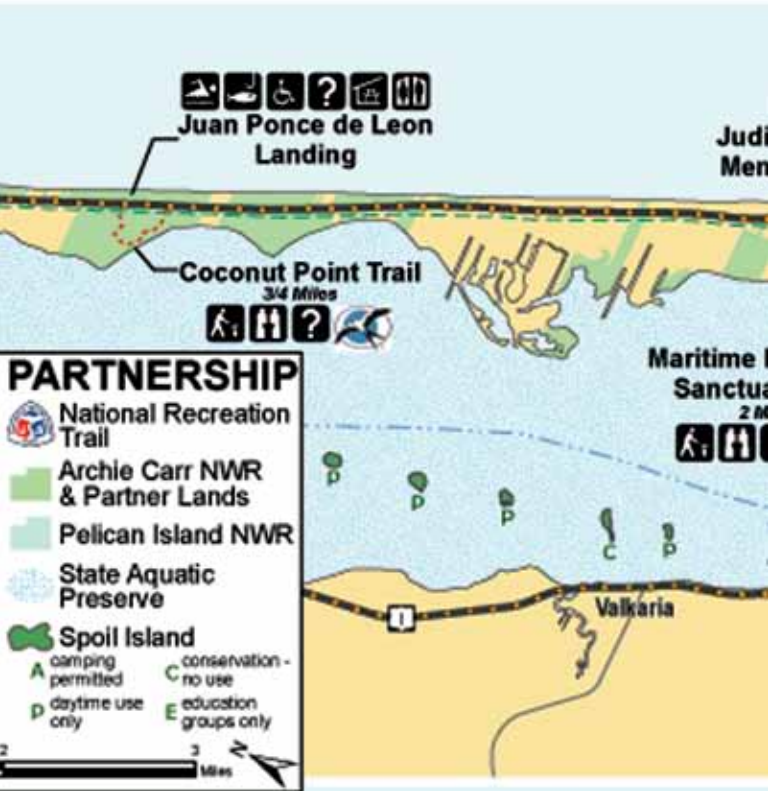 Juan Ponce de Leon
Landing
Judi
Men
Coconut Point Trail
3/4 Miles
Maritime
Sanctua
2 M
PARTNERSHIP
National Recreation
Trail
Archie Carr NWR
& Partner Lands
Pelican Island NWR
State Aquatic
Preserve
Spoil Island
A camping
permitted
C conservation -
no use
P daytime use
only
E education
groups only
2 3
Miles
N
P
P
P
C
P
1
Valkaria